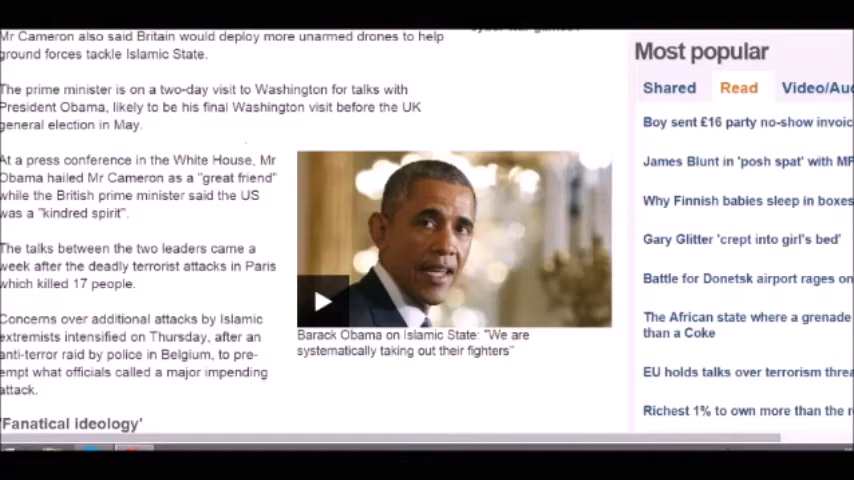 Mr Cameron also said Britain would deploy more unarmed drones to help
ground forces tackle Islamic State.
The prime minister is on a two-day visit to Washington for talks with
President Obama, likely to be his final Washington visit before the UK
general election in May.
At a press conference in the White House, Mr
Obama hailed Mr Cameron as a "great friend"
while the British prime minister said the US
was a "kindred spirit".
The talks between the two leaders came a
week after the deadly terrorist attacks in Paris
which killed 17 people.
Concerns over additional attacks by Islamic
extremists intensified on Thursday, after an
anti-terror raid by police in Belgium, to pre-
empt what officials called a major impending
attack.
'Fanatical ideology'
Barack Obama on Islamic State: "We are
systematically taking out their fighters"
Most popular
Shared Read Video/Au
Boy sent £16 party no-show invoic
James Blunt in 'posh spat' with MP
Why Finnish babies sleep in boxes
Gary Glitter 'crept into girl's bed'
Battle for Donetsk airport rages on
The African state where a grenade
than a Coke
EU holds talks over terrorism threa
Richest 1% to own more than the r